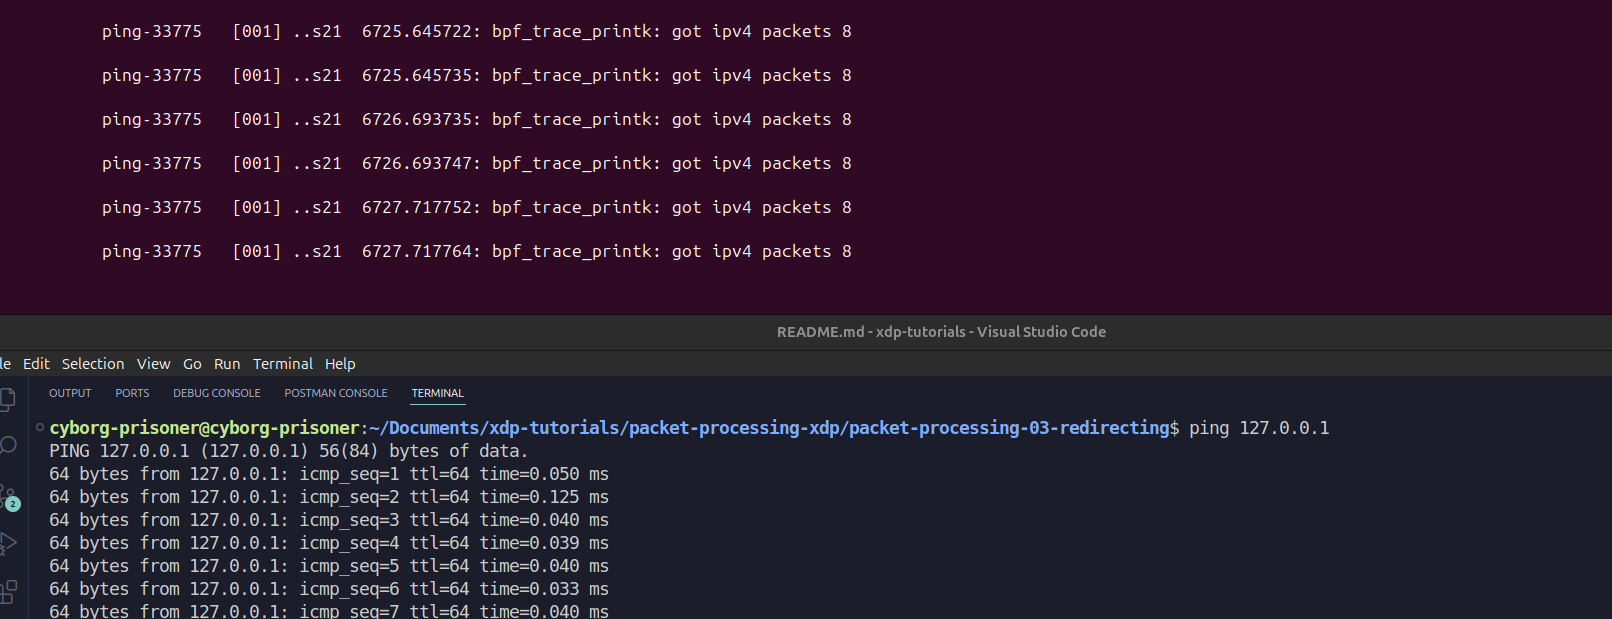 ping-33775   [001] ..s21  6725.645722: bpf_trace_printk: got ipv4 packets 8
ping-33775   [001] ..s21  6725.645735: bpf_trace_printk: got ipv4 packets 8
ping-33775   [001] ..s21  6726.693735: bpf_trace_printk: got ipv4 packets 8
ping-33775   [001] ..s21  6726.693747: bpf_trace_printk: got ipv4 packets 8
ping-33775   [001] ..s21  6727.717752: bpf_trace_printk: got ipv4 packets 8
ping-33775   [001] ..s21  6727.717764: bpf_trace_printk: got ipv4 packets 8
README.md - xdp-tutorials - Visual Studio Code
le Edit Selection View Go Run Terminal Help
OUTPUT PORTS DEBUG CONSOLE POSTMAN CONSOLE TERMINAL
cyborg-prisoner@cyborg-prisoner:~/Documents/xdp-tutorials/packet-processing-xdp/packet-processing-03-redirecting$ ping 127.0.0.1
PING 127.0.0.1 (127.0.0.1) 56(84) bytes of data.
64 bytes from 127.0.0.1: icmp_seq=1 ttl=64 time=0.050 ms
64 bytes from 127.0.0.1: icmp_seq=2 ttl=64 time=0.125 ms
2
64 bytes from 127.0.0.1: icmp_seq=3 ttl=64 time=0.040 ms
64 bytes from 127.0.0.1: icmp_seq=4 ttl=64 time=0.039 ms
64 bytes from 127.0.0.1: icmp_seq=5 ttl=64 time=0.040 ms
64 bytes from 127.0.0.1: icmp_seq=6 ttl=64 time=0.033 ms
64 bytes from 127.0.0.1: icmp_seq=7 ttl=64 time=0.040 ms